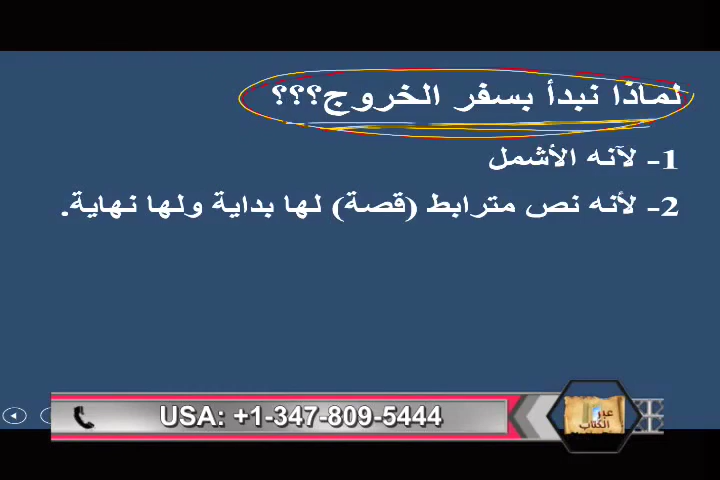 لماذا نبدأ بسفر الخروج؟؟؟
1- لآنه الأشمل
2- لأنه نص مترابط (قصة) لها بداية ولها نهاية.
USA: +1-347-809-5444
عبر
الكتاب